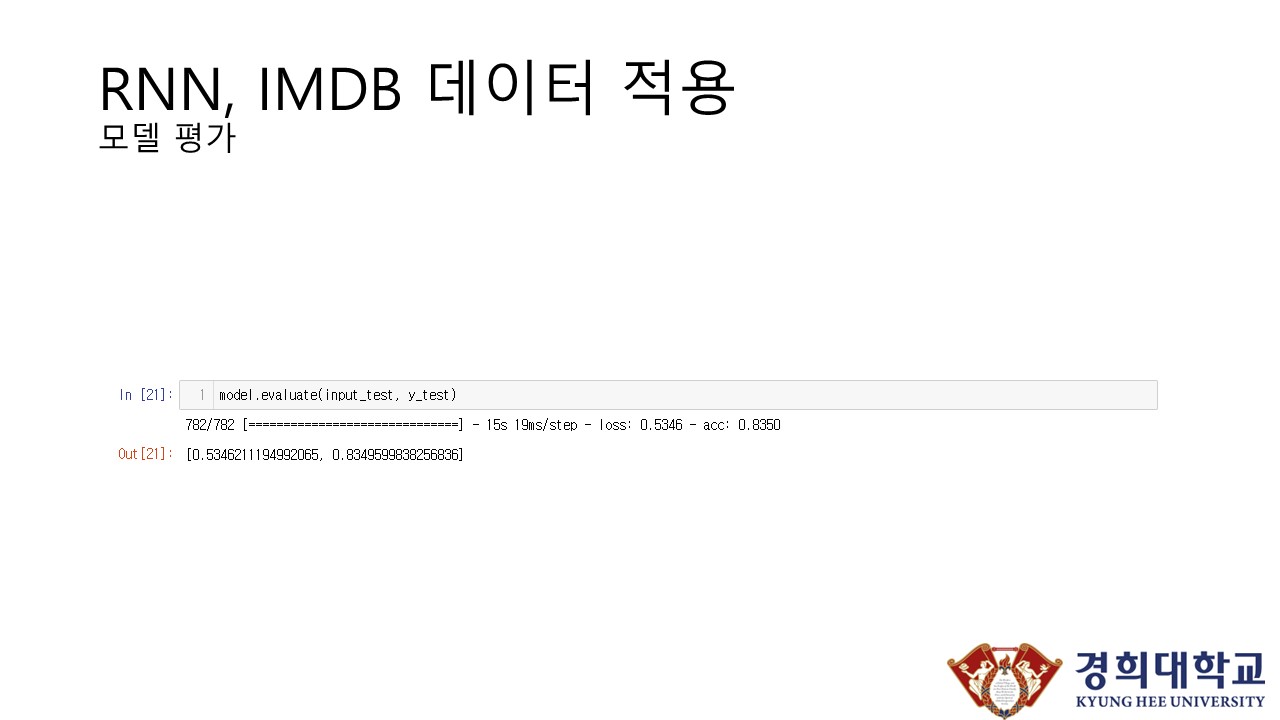 RNN, IMDB 데이터 적용
모델 평가
In [21]: 1 model.evaluate(input_test, y_test)
782/782 [==============================] - 15s 19ms/step - loss: 0.5346 - acc: 0.8350
Out[21]: [0.5346211194992065, 0.8349599838256836]
경희대학교
KYUNG HEE UNIVERSITY